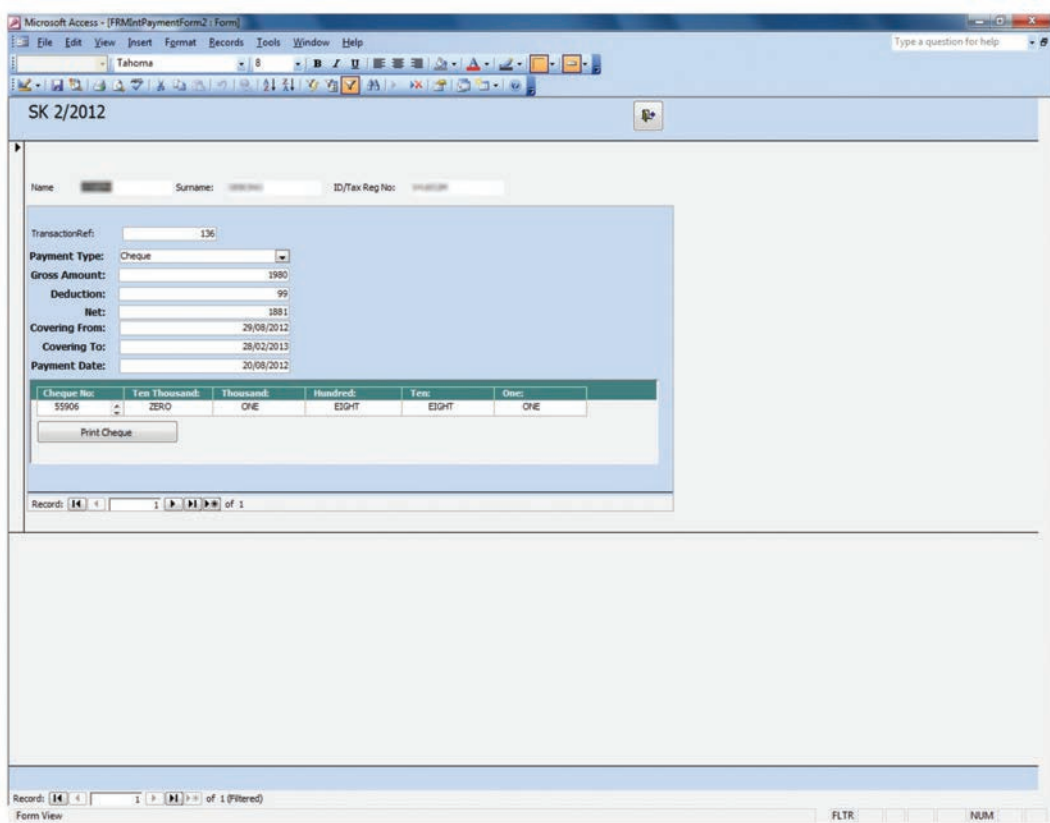 Microsoft Access - [FRMIntPaymentForm2 : Form]
File Edit View Insert Format Records Tools Window Help
Type a question for help
Tahoma 8 B I U
SK 2/2012
Name Surname: ID/Tax Reg No:
TransactionRef: 136
Payment Type: Cheque
Gross Amount: 1980
Deduction: 99
Net: 1881
Covering From: 29/08/2012
Covering To: 28/02/2013
Payment Date: 20/08/2012
Cheque No: Ten Thousand: Thousand: Hundred: Ten: One:
55906 ZERO ONE EIGHT EIGHT ONE
Print Cheque
Record: 1 of 1
Record: 1 of 1 (Filtered)
Form View FLTR NUM